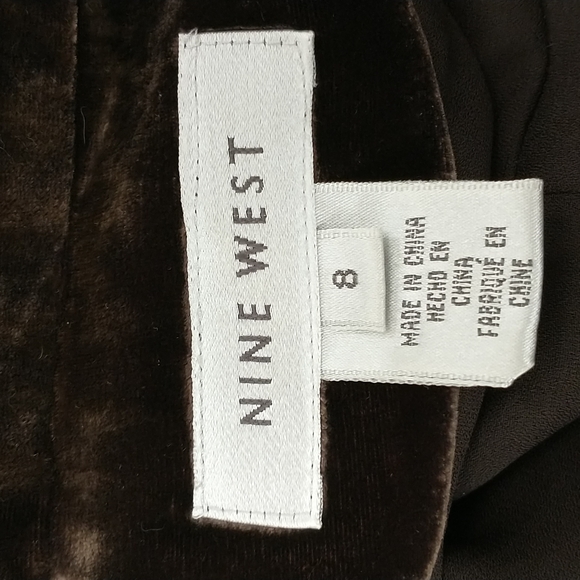 NINE WEST
8
MADE IN CHINA
HECHO EN
CHINA
FABRIQUÉ EN
CHINE